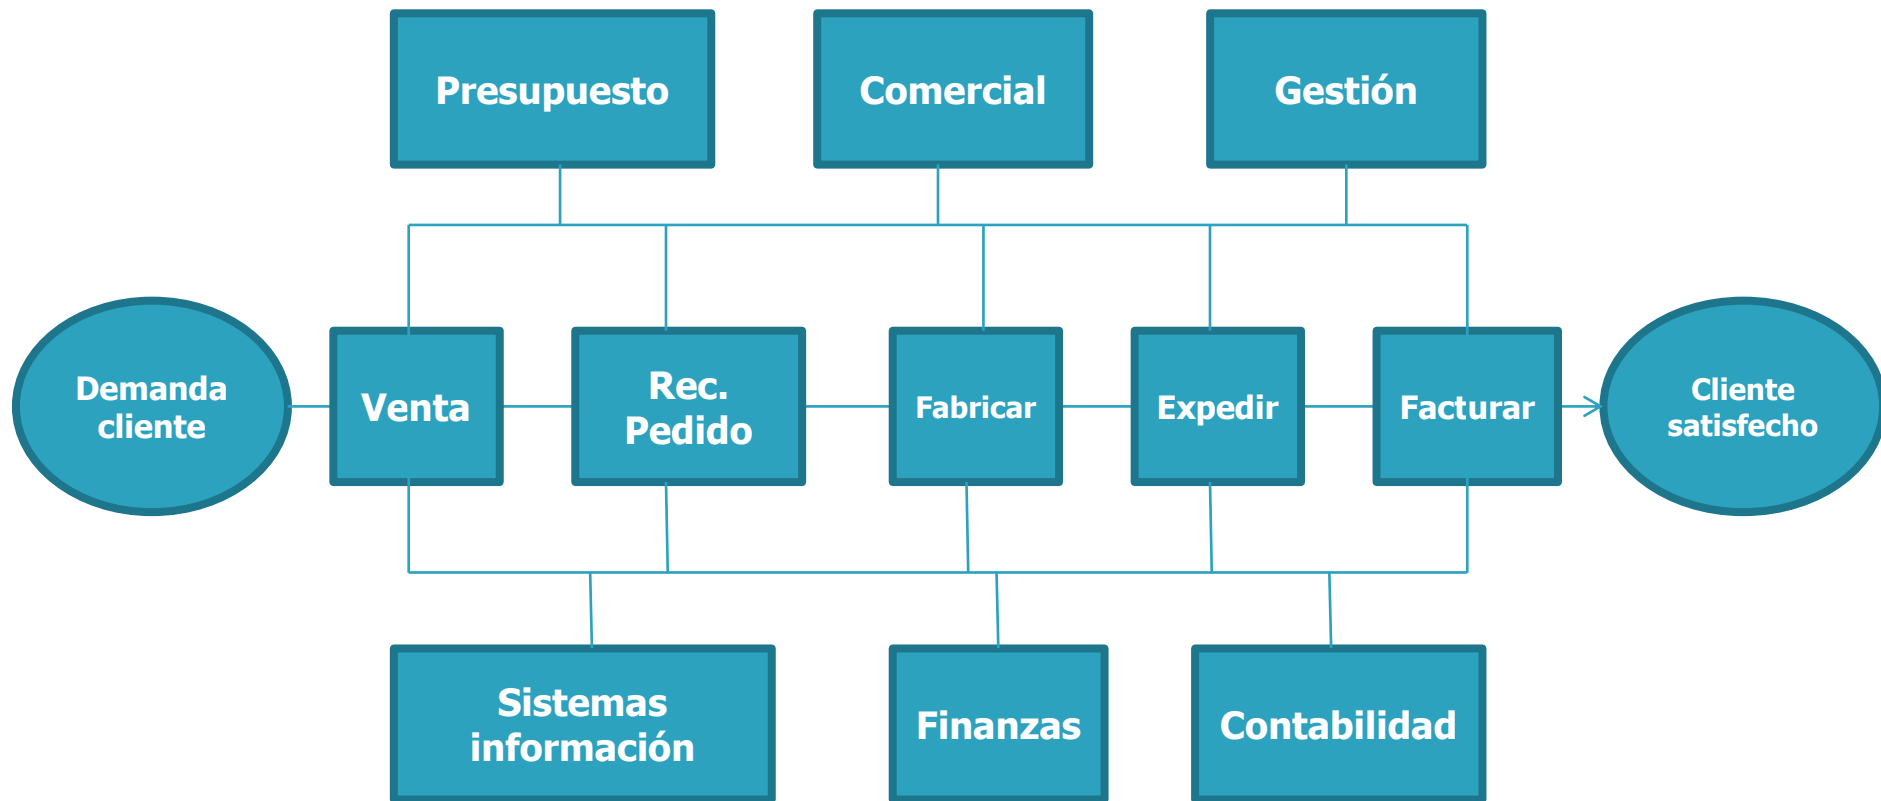 Presupuesto
Comercial
Gestión
Demanda
cliente
Venta
Rec.
Pedido
Fabricar
Expedir
Facturar
Cliente
satisfecho
Sistemas
información
Finanzas
Contabilidad